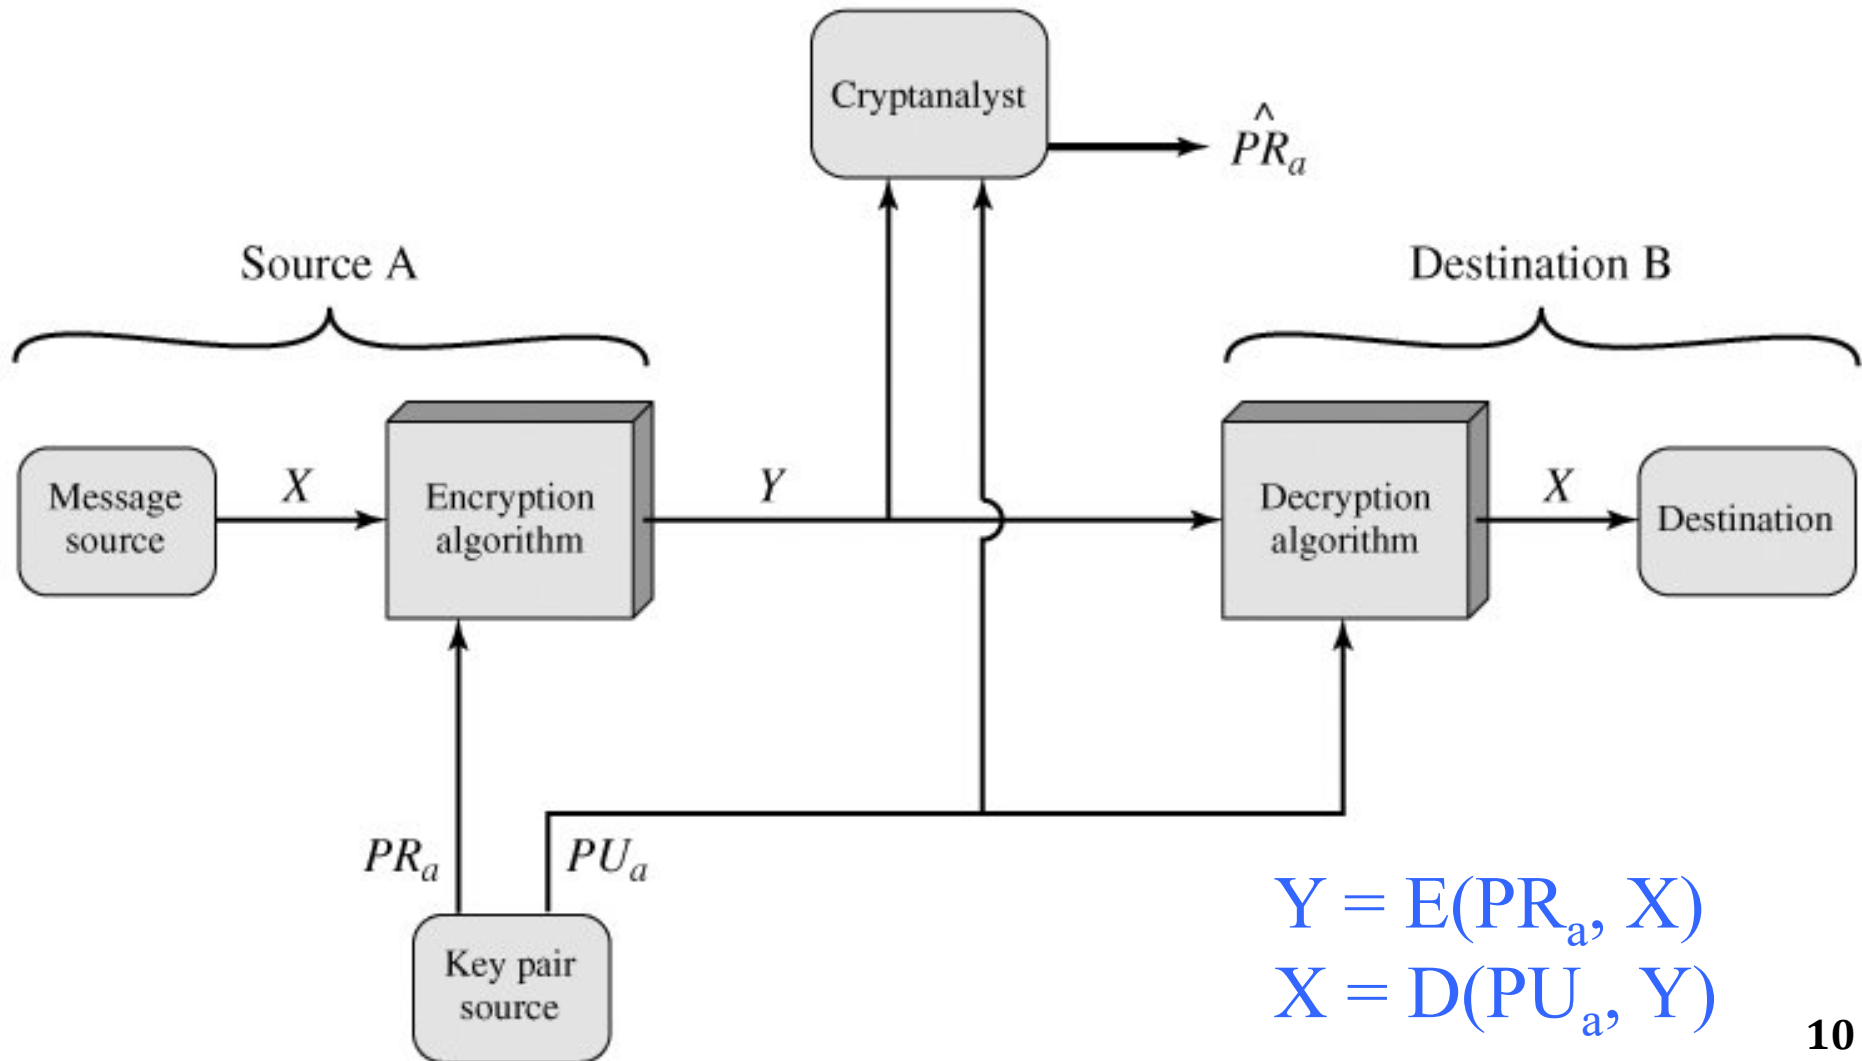 Cryptanalyst
P̂Rₐ
Source A
Destination B
Message
source
X
Encryption
algorithm
Y
Decryption
algorithm
X
Destination
PRₐ
PUₐ
Key pair
source
Y = E(PRₐ, X)
X = D(PUₐ, Y)
10